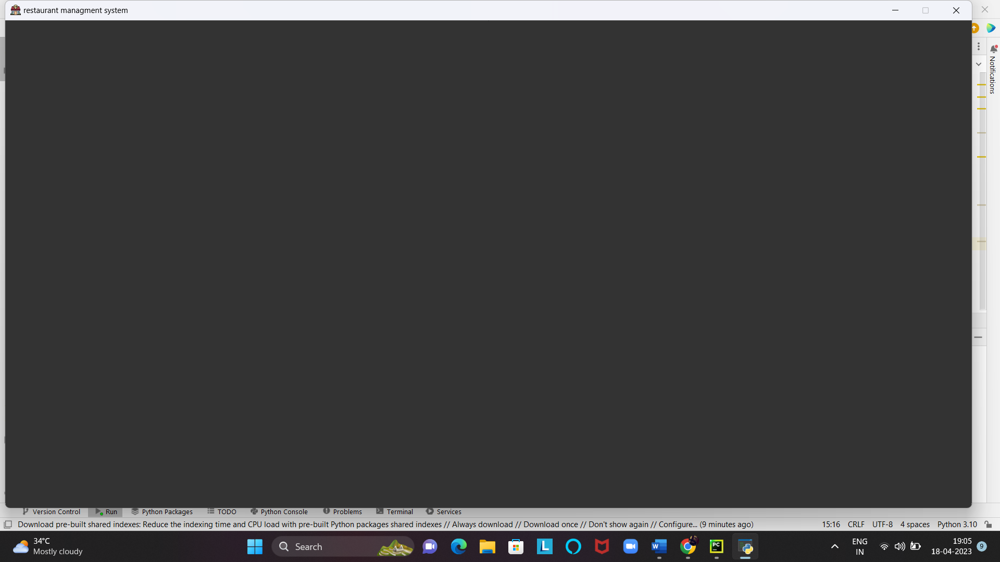 restaurant managment system
Notifications
Version Control
Run
Python Packages
TODO
Python Console
Problems
Terminal
Services
Download pre-built shared indexes: Reduce the indexing time and CPU load with pre-built Python packages shared indexes // Always download // Download once // Don't show again // Configure... (9 minutes ago)
15:16 CRLF UTF-8 4 spaces Python 3.10
34°C
Mostly cloudy
Search
L
W
PC
ENG
IN
19:05
18-04-2023
9